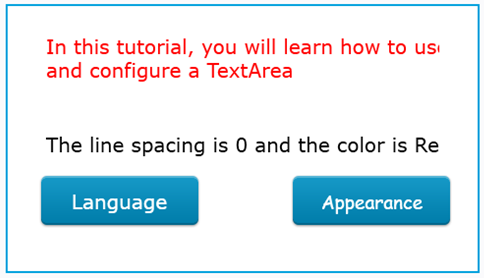 In this tutorial, you will learn how to use
and configure a TextArea
The line spacing is 0 and the color is Re
Language
Appearance